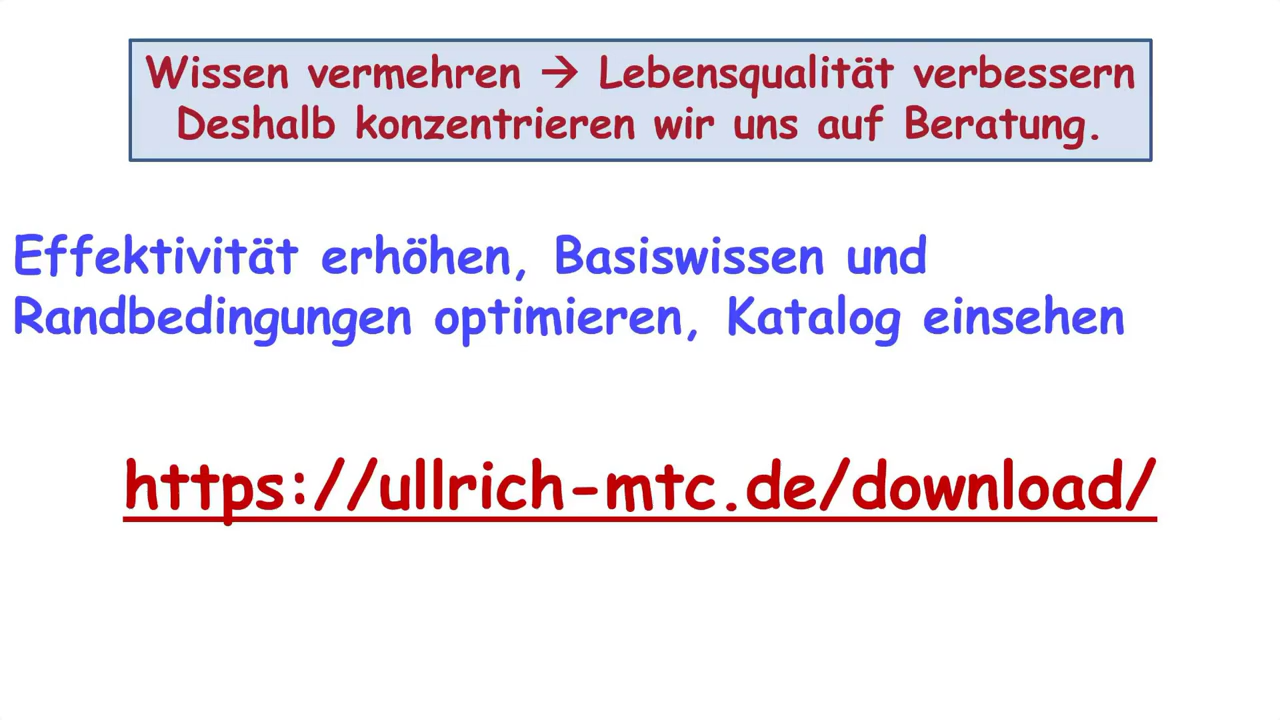 Wissen vermehren → Lebensqualität verbessern
Deshalb konzentrieren wir uns auf Beratung.
Effektivität erhöhen, Basiswissen und
Randbedingungen optimieren, Katalog einsehen
https://ullrich-mtc.de/download/